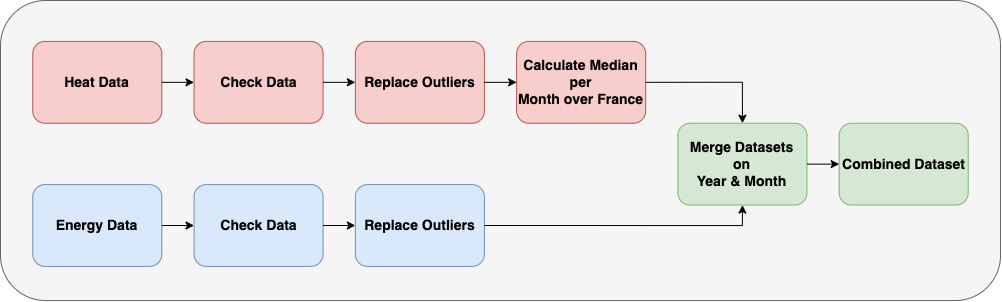 Heat Data
Check Data
Replace Outliers
Calculate Median
per
Month over France
Merge Datasets
on
Year & Month
Combined Dataset
Energy Data
Check Data
Replace Outliers